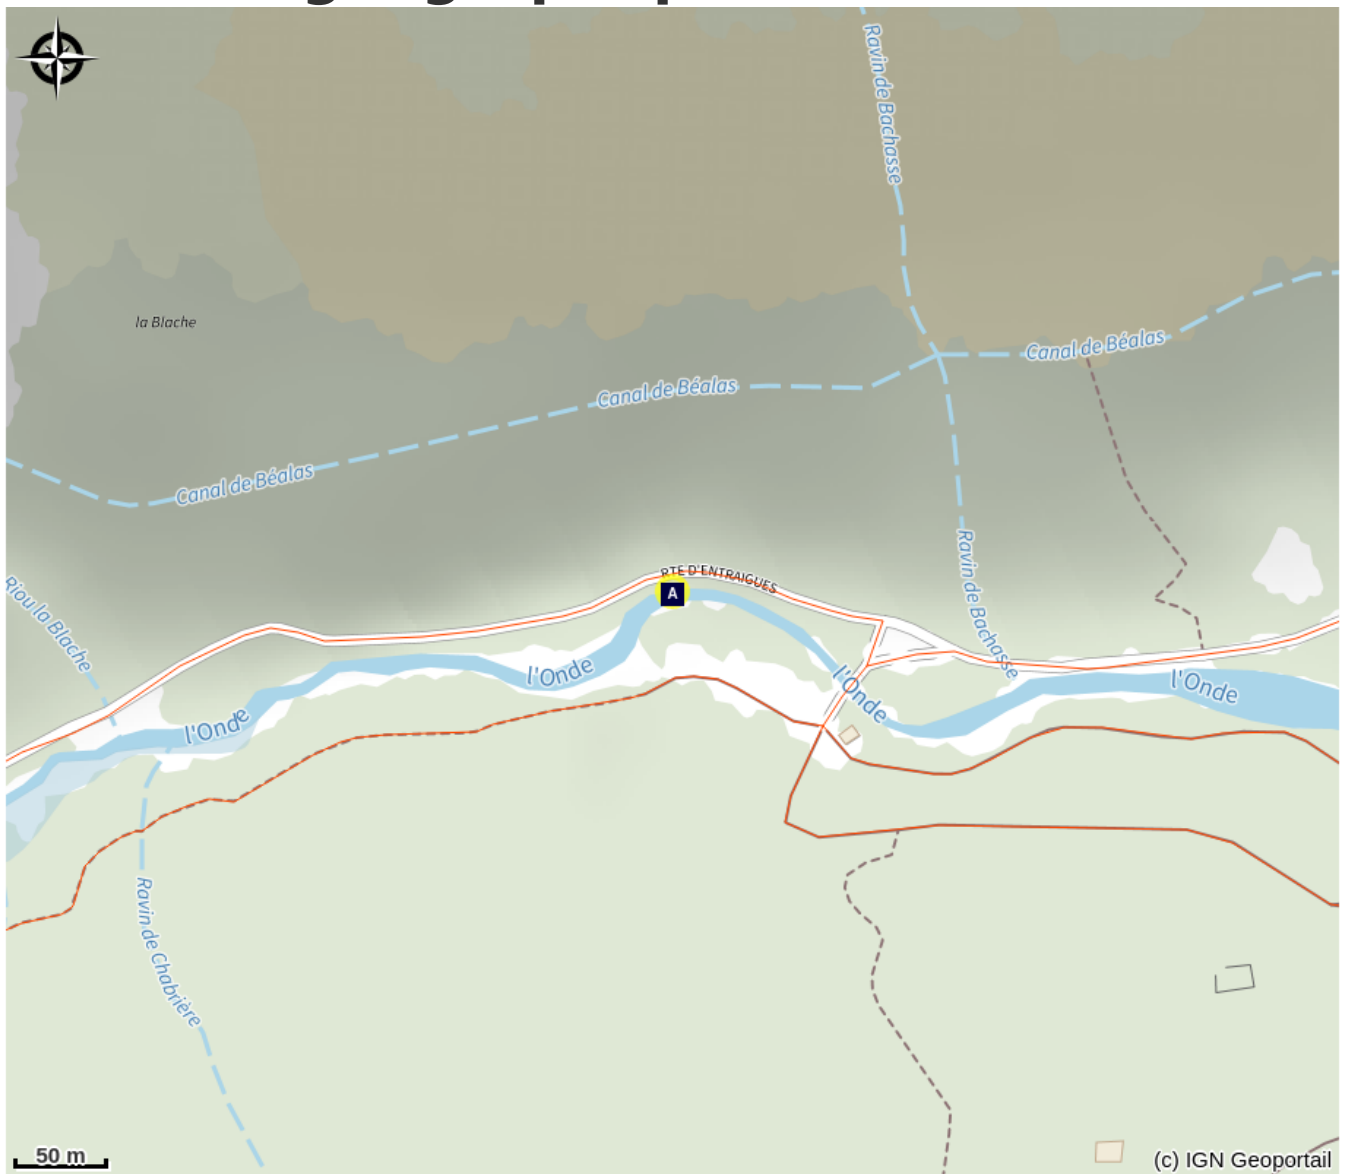 Ravin de Bachasse
la Blache
Canal de Béalas
Canal de Béalas
Canal de Béalas
Ravin de Bachasse
RTE D'ENTRAIGUES
A
Riou la Blache
l'Onde
l'Onde
l'Onde
l'Onde
Ravin de Chabrière
50 m
(c) IGN Geoportail